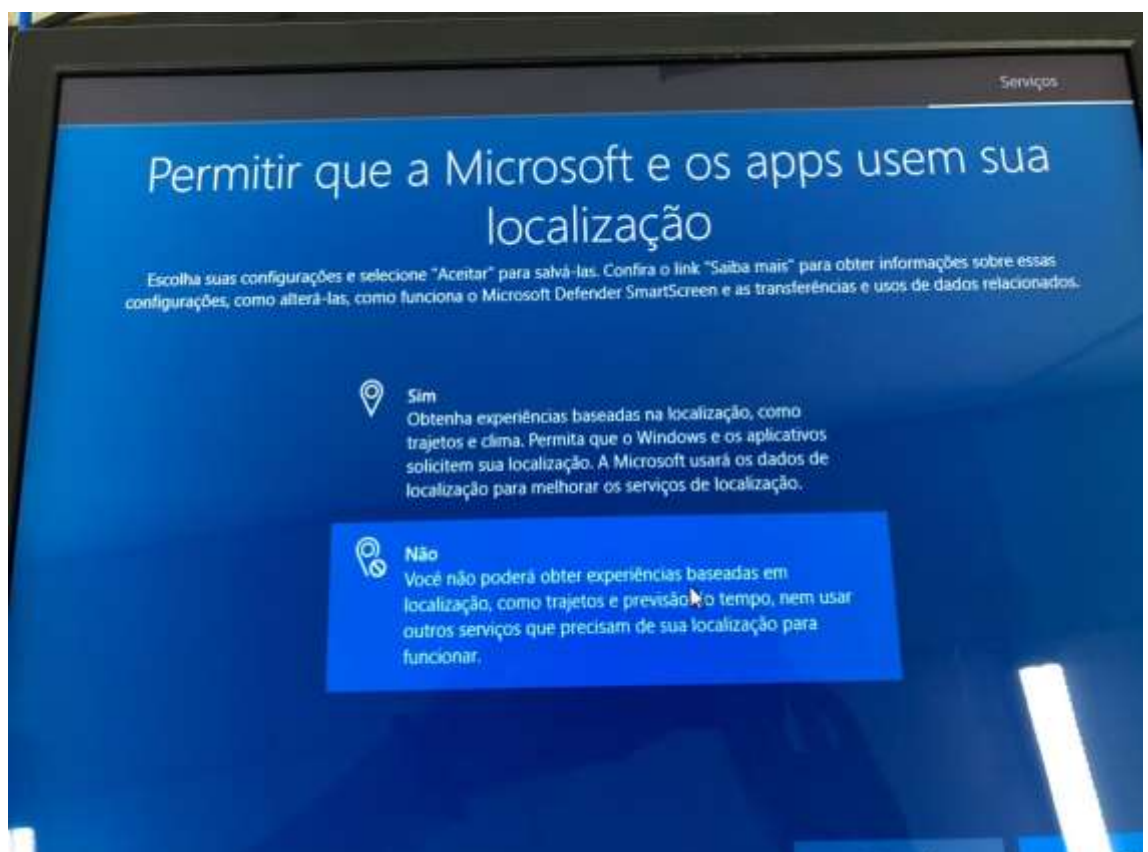 Serviços
Permitir que a Microsoft e os apps usem sua
localização
Escolha suas configurações e selecione "Aceitar" para salvá-las. Confira o link "Saiba mais" para obter informações sobre essas
configurações, como alterá-las, como funciona o Microsoft Defender SmartScreen e as transferências e usos de dados relacionados.
Sim
Obtenha experiências baseadas na localização, como
trajetos e clima. Permita que o Windows e os aplicativos
solicitem sua localização. A Microsoft usará os dados de
localização para melhorar os serviços de localização.
Não
Você não poderá obter experiências baseadas em
localização, como trajetos e previsão do tempo, nem usar
outros serviços que precisam de sua localização para
funcionar.